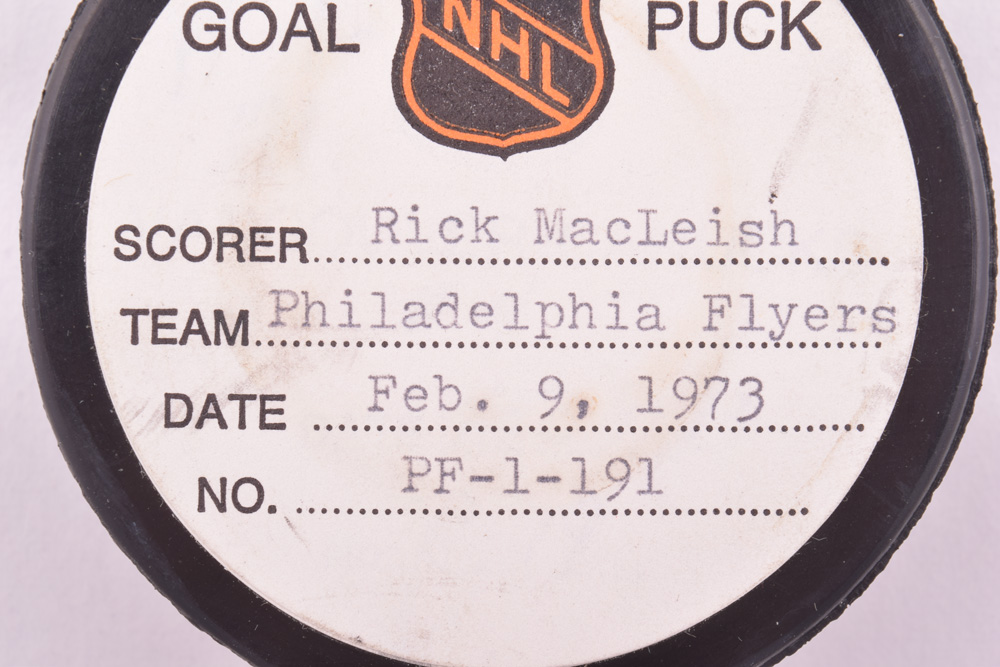 GOAL NHL PUCK
SCORER Rick MacLeish
TEAM Philadelphia Flyers
DATE Feb. 9, 1973
NO. PF-1-191